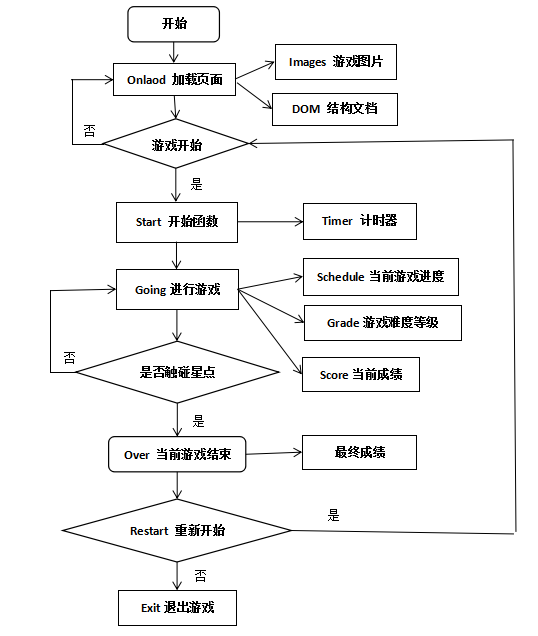 开始
Onlaod 加载页面
Images 游戏图片
DOM 结构文档
否
游戏开始
是
Start 开始函数
Timer 计时器
Going 进行游戏
Schedule 当前游戏进度
Grade 游戏难度等级
否
是否触碰星点
Score 当前成绩
是
Over 当前游戏结束
最终成绩
Restart 重新开始
是
否
Exit 退出游戏